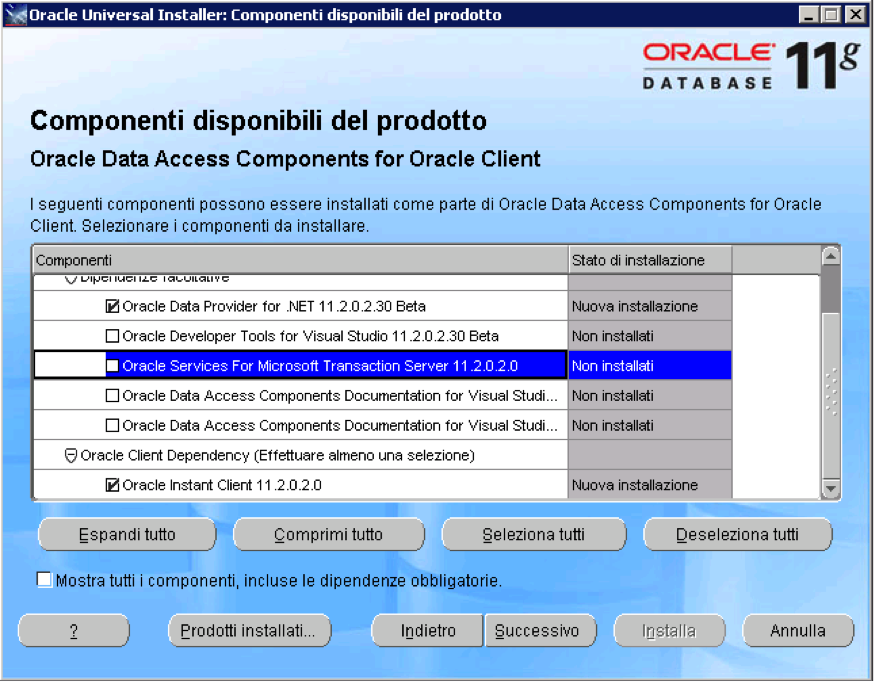 Oracle Universal Installer: Componenti disponibili del prodotto
ORACLE
DATABASE 11g
Componenti disponibili del prodotto
Oracle Data Access Components for Oracle Client
I seguenti componenti possono essere installati come parte di Oracle Data Access Components for Oracle
Client. Selezionare i componenti da installare.
Componenti Stato di installazione
Dipendenze facoltative
Oracle Data Provider for .NET 11.2.0.2.30 Beta Nuova installazione
Oracle Developer Tools for Visual Studio 11.2.0.2.30 Beta Non installati
Oracle Services For Microsoft Transaction Server 11.2.0.2.0 Non installati
Oracle Data Access Components Documentation for Visual Studi... Non installati
Oracle Data Access Components Documentation for Visual Studi... Non installati
Oracle Client Dependency (Effettuare almeno una selezione)
Oracle Instant Client 11.2.0.2.0 Nuova installazione
Espandi tutto Comprimi tutto Seleziona tutti Deseleziona tutti
Mostra tutti i componenti, incluse le dipendenze obbligatorie.
? Prodotti installati... Indietro Successivo Installa Annulla